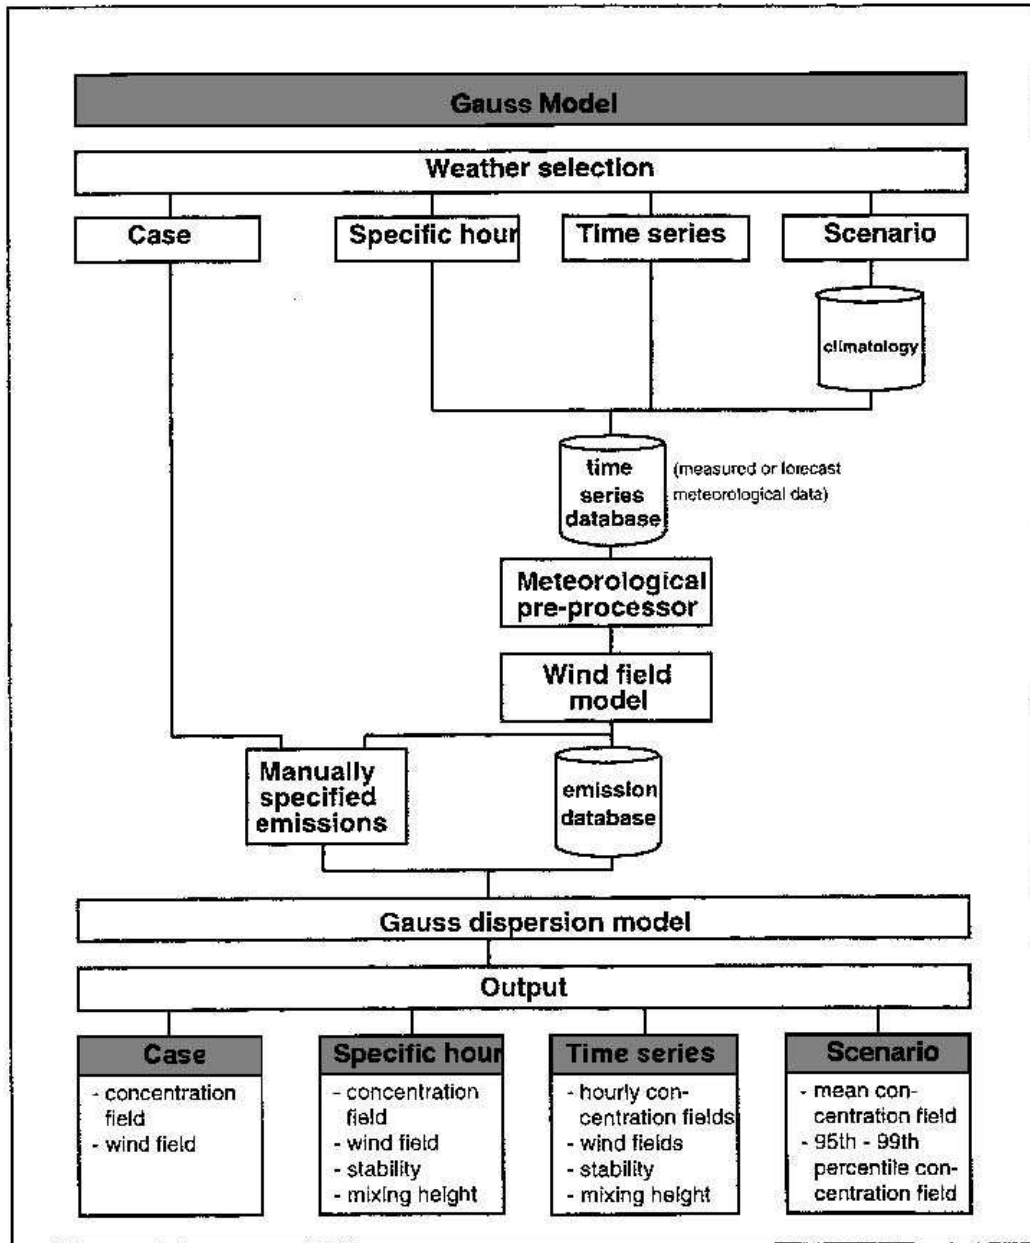 Gauss Model
Weather selection
Case
Specific hour
Time series
Scenario
climatology
time
series
database
(measured or forecast
meteorological data)
Meteorological
pre-processor
Wind field
model
Manually
specified
emissions
emission
database
Gauss dispersion model
Output
Case
- concentration
field
- wind field
Specific hour
- concentration
field
- wind field
- stability
- mixing height
Time series
- hourly con-
centration fields
- wind fields
- stability
- mixing height
Scenario
- mean con-
centration field
- 95th - 99th
percentile con-
centration field